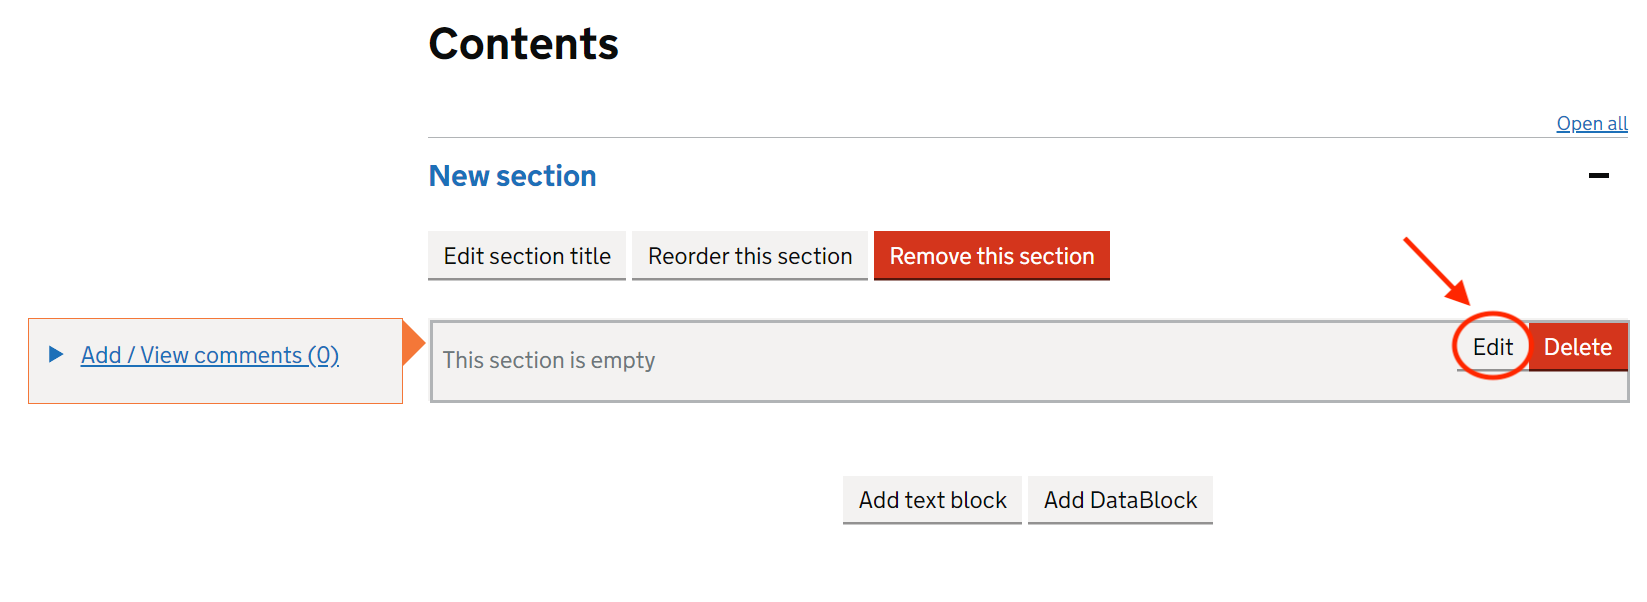 Contents
Open all
New section
Edit section title Reorder this section Remove this section
Add / View comments (0)
This section is empty
Edit Delete
Add text block Add DataBlock